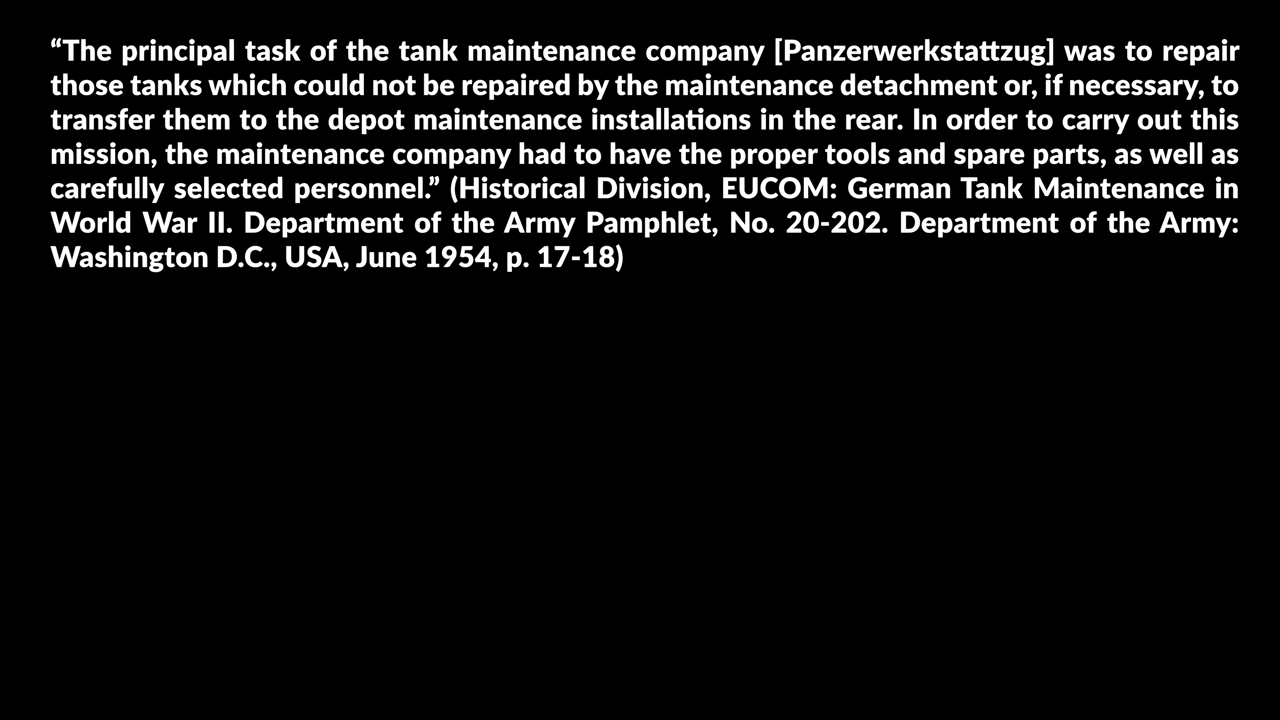 “The principal task of the tank maintenance company [Panzerwerkstattzug] was to repair
those tanks which could not be repaired by the maintenance detachment or, if necessary, to
transfer them to the depot maintenance installations in the rear. In order to carry out this
mission, the maintenance company had to have the proper tools and spare parts, as well as
carefully selected personnel.” (Historical Division, EUCOM: German Tank Maintenance in
World War II. Department of the Army Pamphlet, No. 20-202. Department of the Army:
Washington D.C., USA, June 1954, p. 17-18)